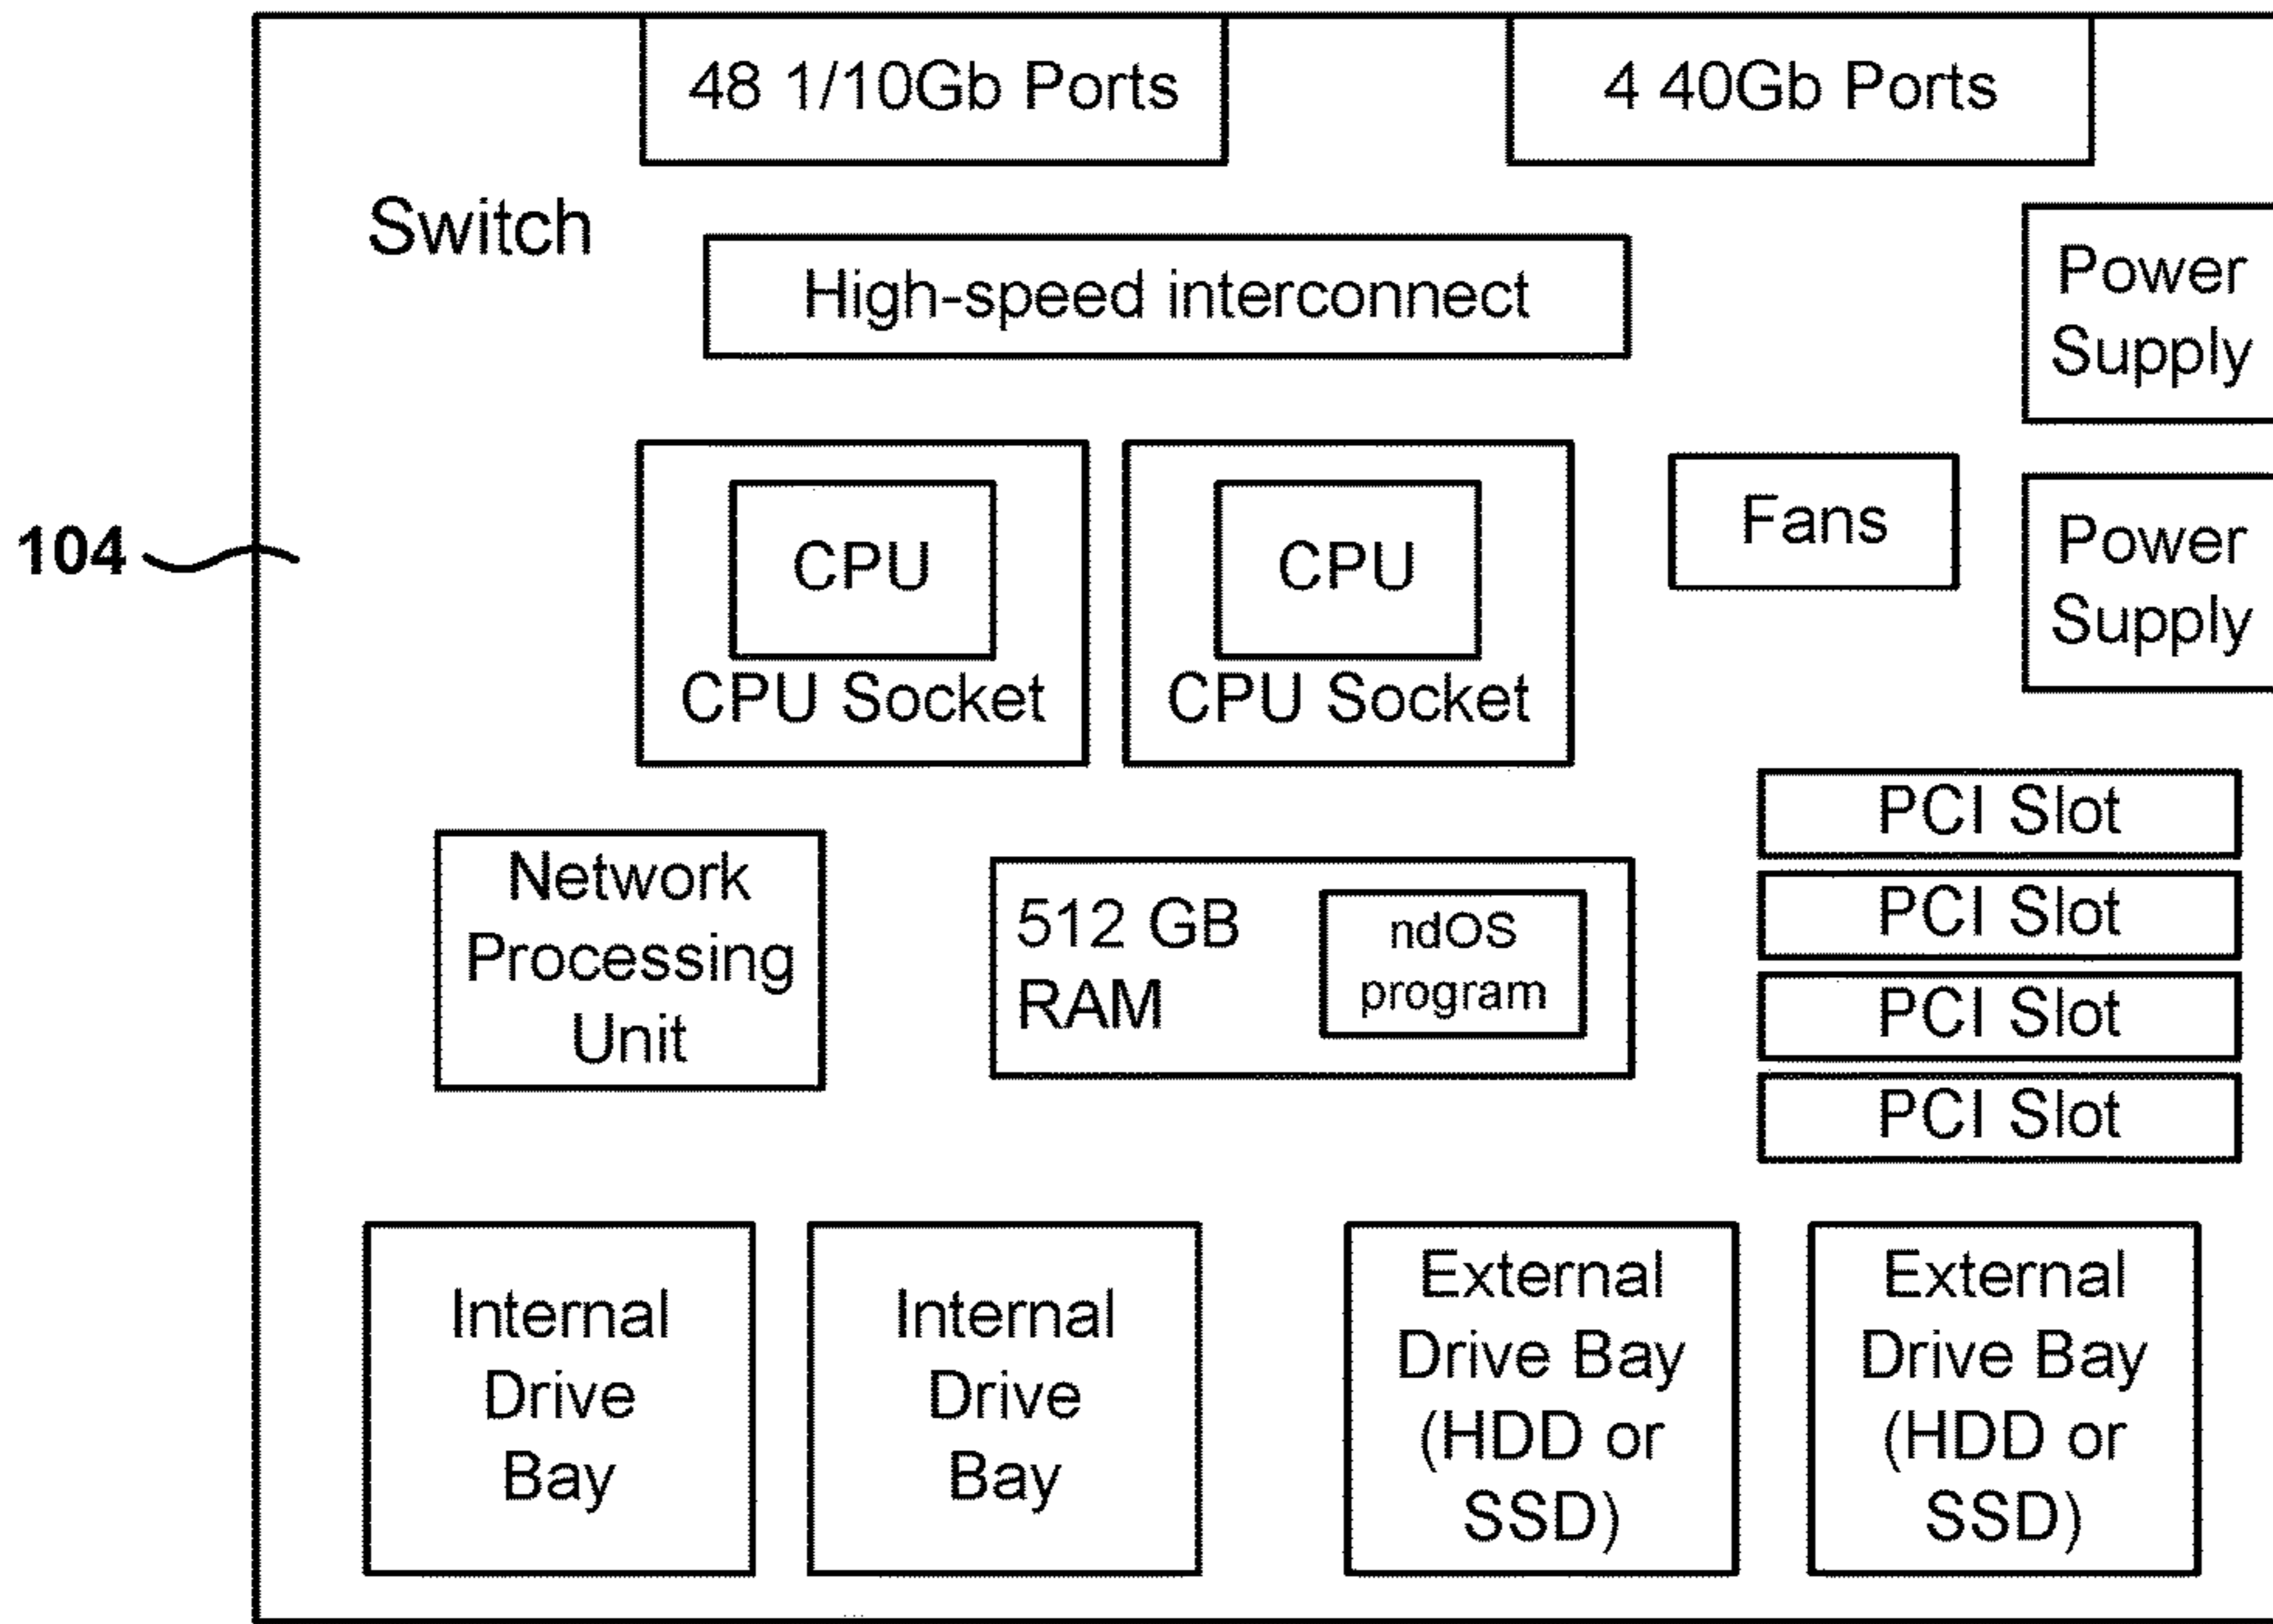 48 1/10Gb Ports
4 40Gb Ports
Switch
High-speed interconnect
Power
Supply
104
CPU
CPU Socket
CPU
CPU Socket
Fans
Power
Supply
Network
Processing
Unit
512 GB
RAM
ndOS
program
PCI Slot
PCI Slot
PCI Slot
PCI Slot
Internal
Drive
Bay
Internal
Drive
Bay
External
Drive Bay
(HDD or
SSD)
External
Drive Bay
(HDD or
SSD)